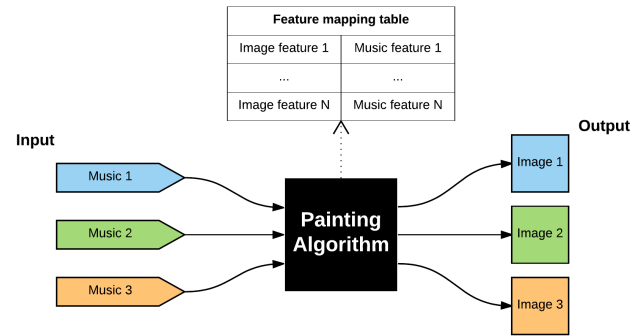 Feature mapping table
Image feature 1 Music feature 1
... ...
Image feature N Music feature N
Input
Output
Music 1
Music 2
Music 3
Painting
Algorithm
Image 1
Image 2
Image 3